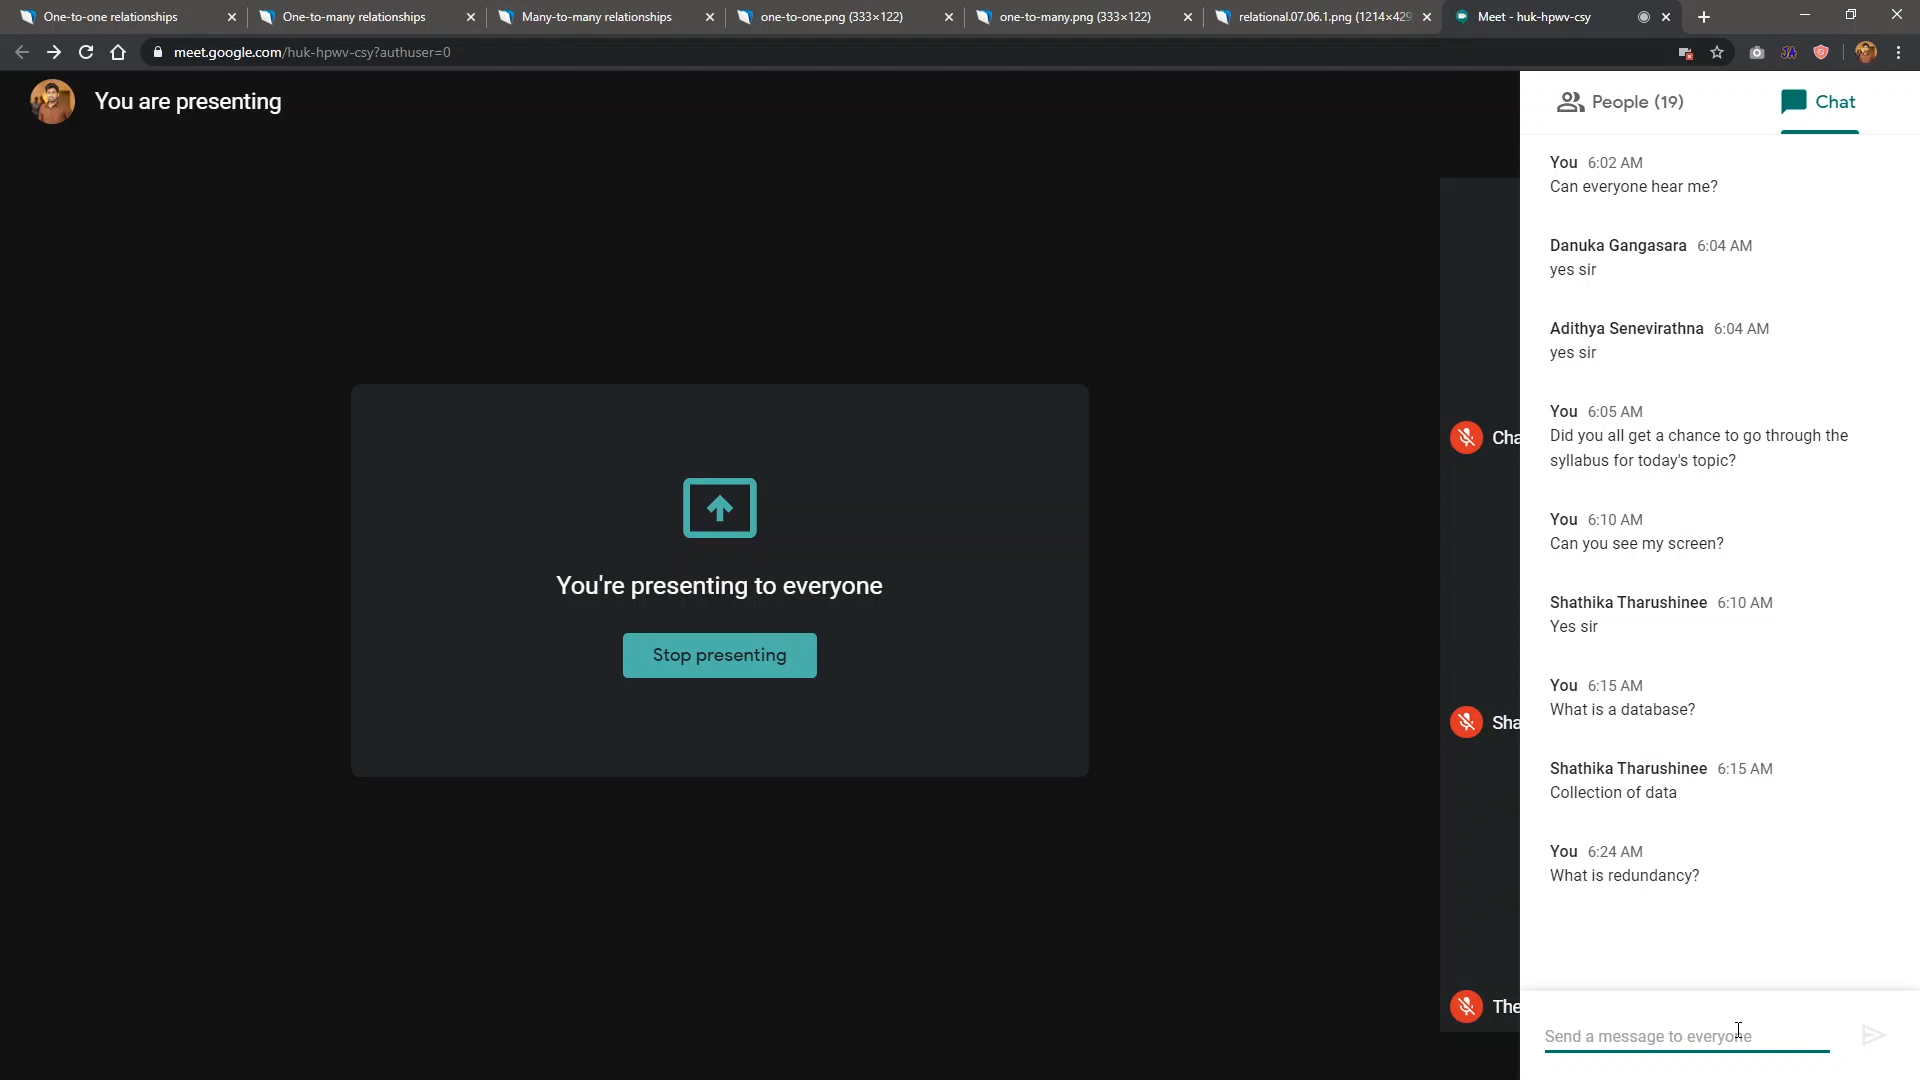 One-to-one relationships
One-to-many relationships
Many-to-many relationships
one-to-one.png (333×122)
one-to-many.png (333×122)
relational.07.06.1.png (1214×429
Meet - huk-hpwv-csy
meet.google.com/huk-hpwv-csy?authuser=0
You are presenting
People (19)
Chat
You 6:02 AM
Can everyone hear me?
Danuka Gangasara 6:04 AM
yes sir
Adithya Senevirathna 6:04 AM
yes sir
You 6:05 AM
Did you all get a chance to go through the
syllabus for today's topic?
You 6:10 AM
Can you see my screen?
Shathika Tharushinee 6:10 AM
Yes sir
You 6:15 AM
What is a database?
Shathika Tharushinee 6:15 AM
Collection of data
You 6:24 AM
What is redundancy?
Send a message to everyone
You're presenting to everyone
Stop presenting
Cha
Sha
The